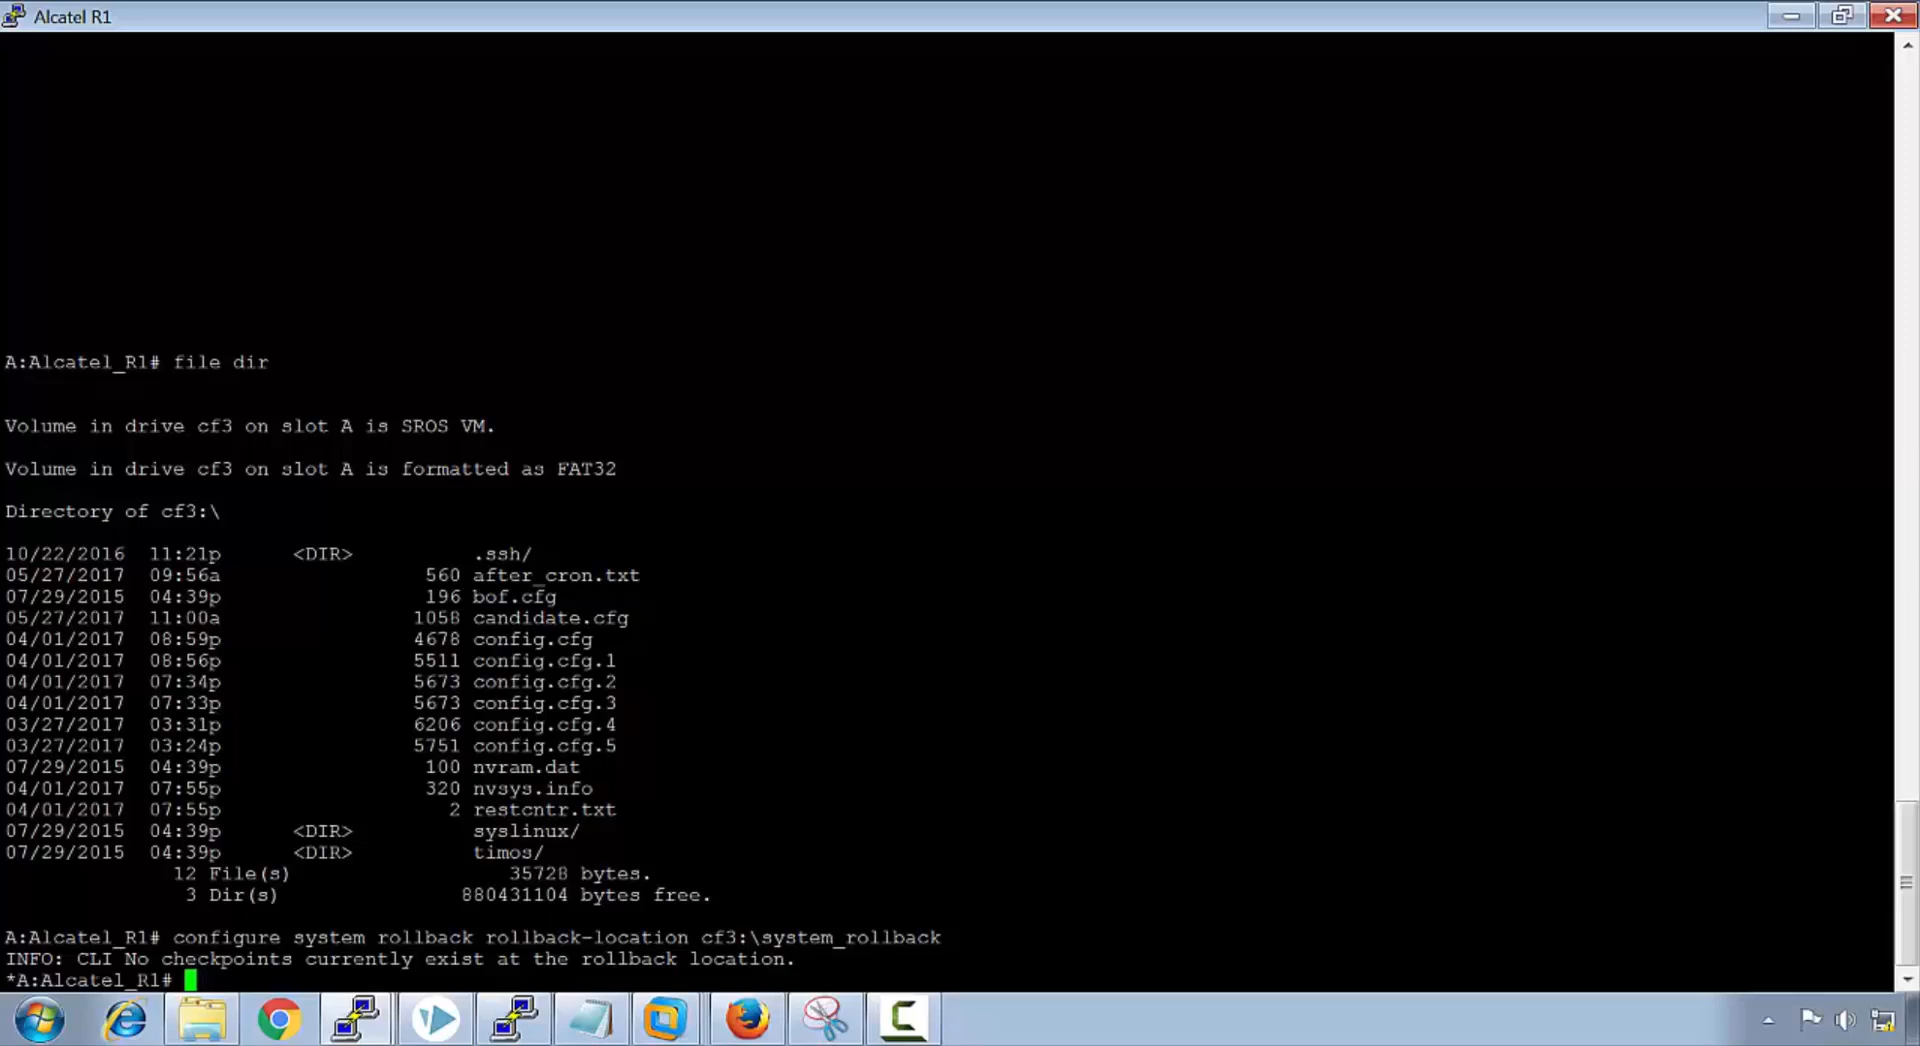 Alcatel R1
A:Alcatel_R1# file dir
Volume in drive cf3 on slot A is SROS VM.
Volume in drive cf3 on slot A is formatted as FAT32
Directory of cf3:\
10/22/2016  11:21p      <DIR>          .ssh/
05/27/2017  09:56a                 560 after_cron.txt
07/29/2015  04:39p                 196 bof.cfg
05/27/2017  11:00a                1058 candidate.cfg
04/01/2017  08:59p                4678 config.cfg
04/01/2017  08:56p                5511 config.cfg.1
04/01/2017  07:34p                5673 config.cfg.2
04/01/2017  07:33p                5673 config.cfg.3
03/27/2017  03:31p                6206 config.cfg.4
03/27/2017  03:24p                5751 config.cfg.5
07/29/2015  04:39p                 100 nvram.dat
04/01/2017  07:55p                 320 nvsys.info
04/01/2017  07:55p                   2 restcntr.txt
07/29/2015  04:39p      <DIR>          syslinux/
07/29/2015  04:39p      <DIR>          timos/
12 File(s)                  35728 bytes.
3 Dir(s)               880431104 bytes free.
A:Alcatel_R1# configure system rollback rollback-location cf3:\system_rollback
INFO: CLI No checkpoints currently exist at the rollback location.
*A:Alcatel_R1#